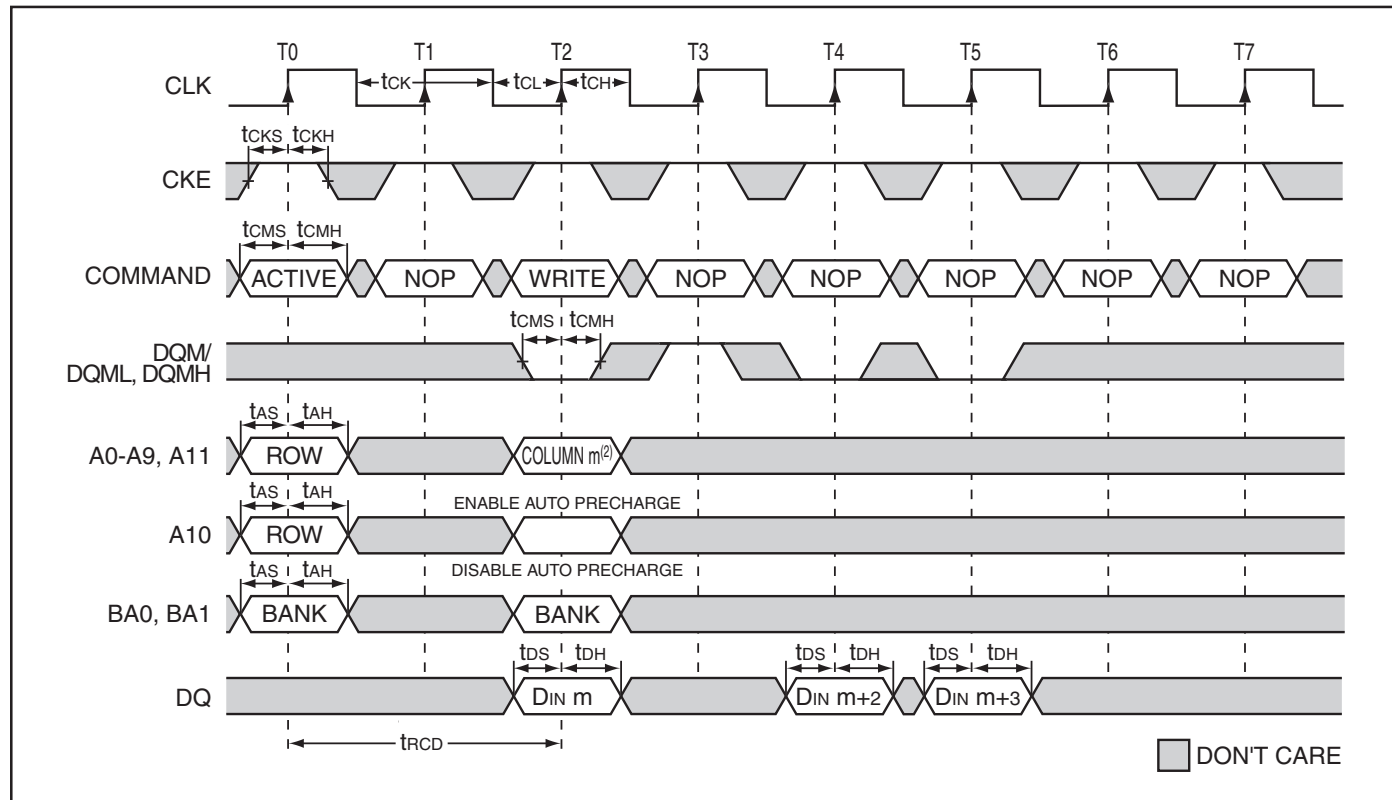 T0 T1 T2 T3 T4 T5 T6 T7
CLK tCK tCL tCH
tCKS tCKH
CKE
tCMS tCMH
COMMAND ACTIVE NOP WRITE NOP NOP NOP NOP NOP
tCMS tCMH
DQM/
DQML, DQMH
tAS tAH
A0-A9, A11 ROW COLUMN m(2)
tAS tAH ENABLE AUTO PRECHARGE
A10 ROW
tAS tAH DISABLE AUTO PRECHARGE
BA0, BA1 BANK BANK
tDS tDH tDS tDH tDS tDH
DQ DIN m DIN m+2 DIN m+3
tRCD
DON'T CARE